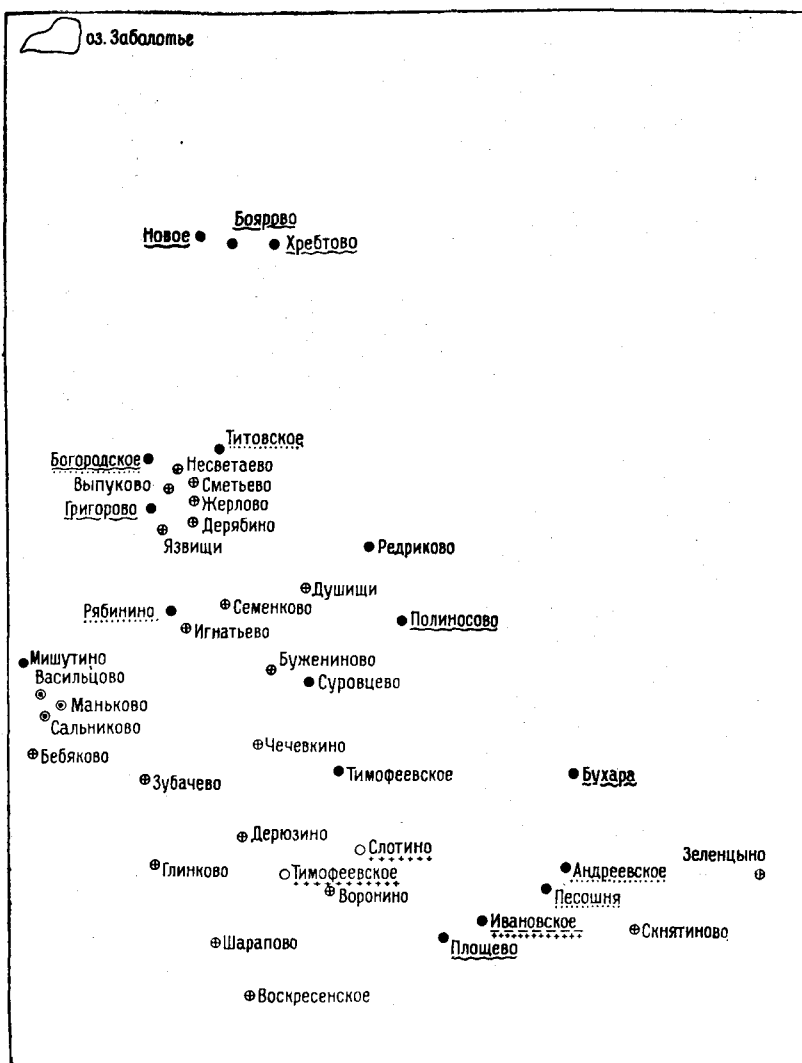 оз. Заболотье
Боярово
Новое
Хребтово
Титовское
Богородское
Несветаево
Выпуково
Сметьево
Григорово
Жерлово
Дерябино
Язвищи
Редриково
Душищи
Рябинино
Семенково
Полиносово
Игнатьево
Мишутино
Бужениново
Васильцово
Суровцево
Маньково
Сальниково
Чечевкино
Бебяково
Зубачево
Тимофеевское
Бухара
Дерюзино
Слотино
Зеленцыно
Глинково
Тимофеевское
Андреевское
Воронино
Песошня
Ивановское
Скнятиново
Шарапово
Площево
Воскресенское